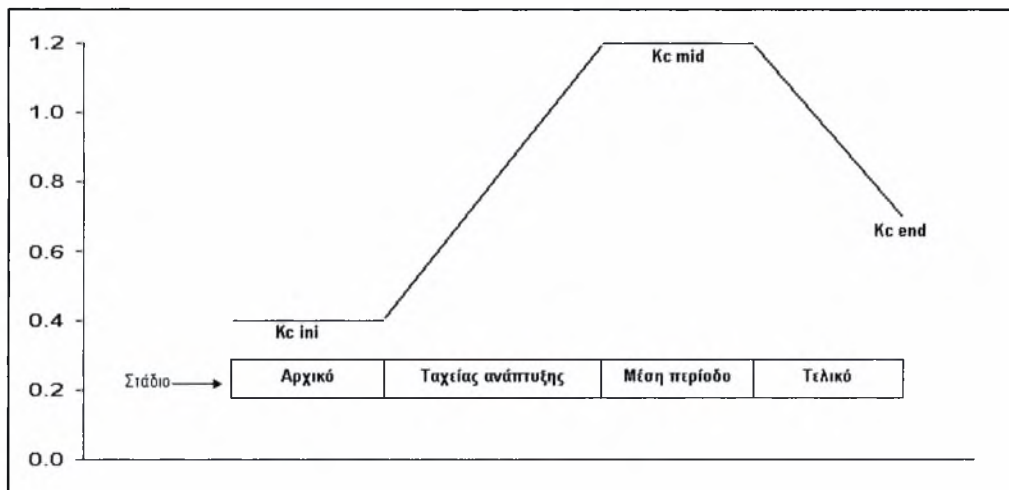 1.2
Kc mid
1.0
0.8
Kc end
0.6
0.4
Kc ini
Στάδιο
Αρχικό
Ταχείας ανάπτυξης
Μέση περίοδο
Τελικό
0.2
0.0